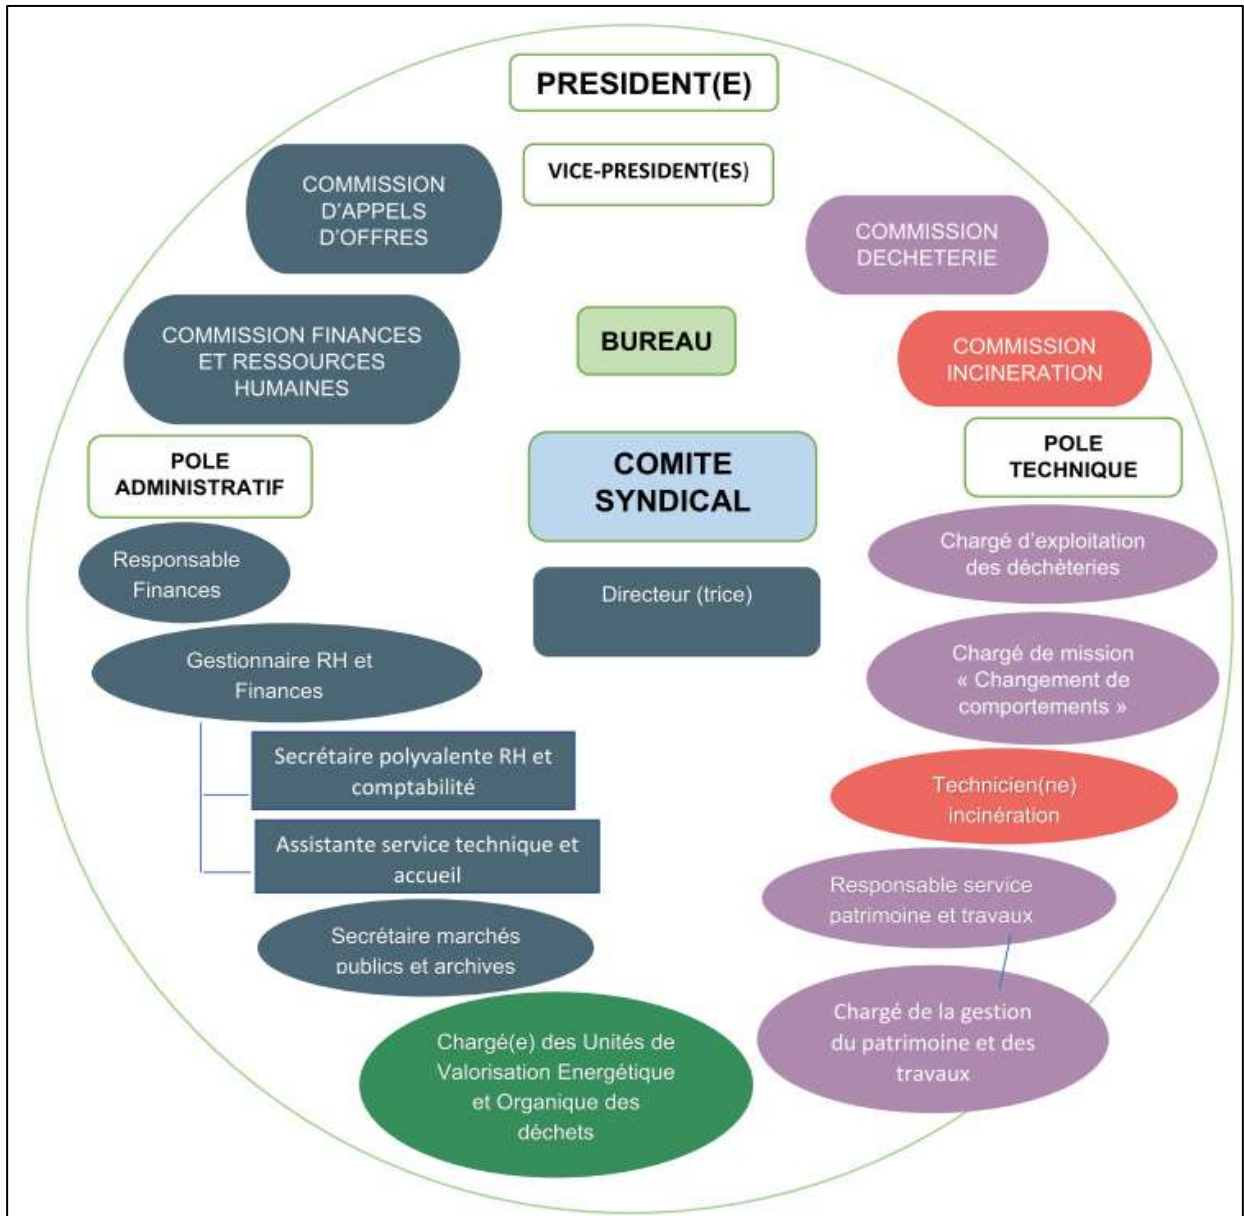 PRESIDENT(E)
VICE-PRESIDENT(ES)
COMMISSION
D'APPELS
D'OFFRES
COMMISSION
DECHETERIE
COMMISSION FINANCES
ET RESSOURCES
HUMAINES
BUREAU
COMMISSION
INCINERATION
POLE
ADMINISTRATIF
COMITE
SYNDICAL
POLE
TECHNIQUE
Responsable
Finances
Directeur (trice)
Chargé d'exploitation
des déchèteries
Gestionnaire RH et
Finances
Chargé de mission
« Changement de
comportements »
Secrétaire polyvalente RH et
comptabilité
Technicien(ne)
incinération
Assistante service technique et
accueil
Responsable service
patrimoine et travaux
Secrétaire marchés
publics et archives
Chargé de la gestion
du patrimoine et des
travaux
Chargé(e) des Unités de
Valorisation Energétique
et Organique des
déchets